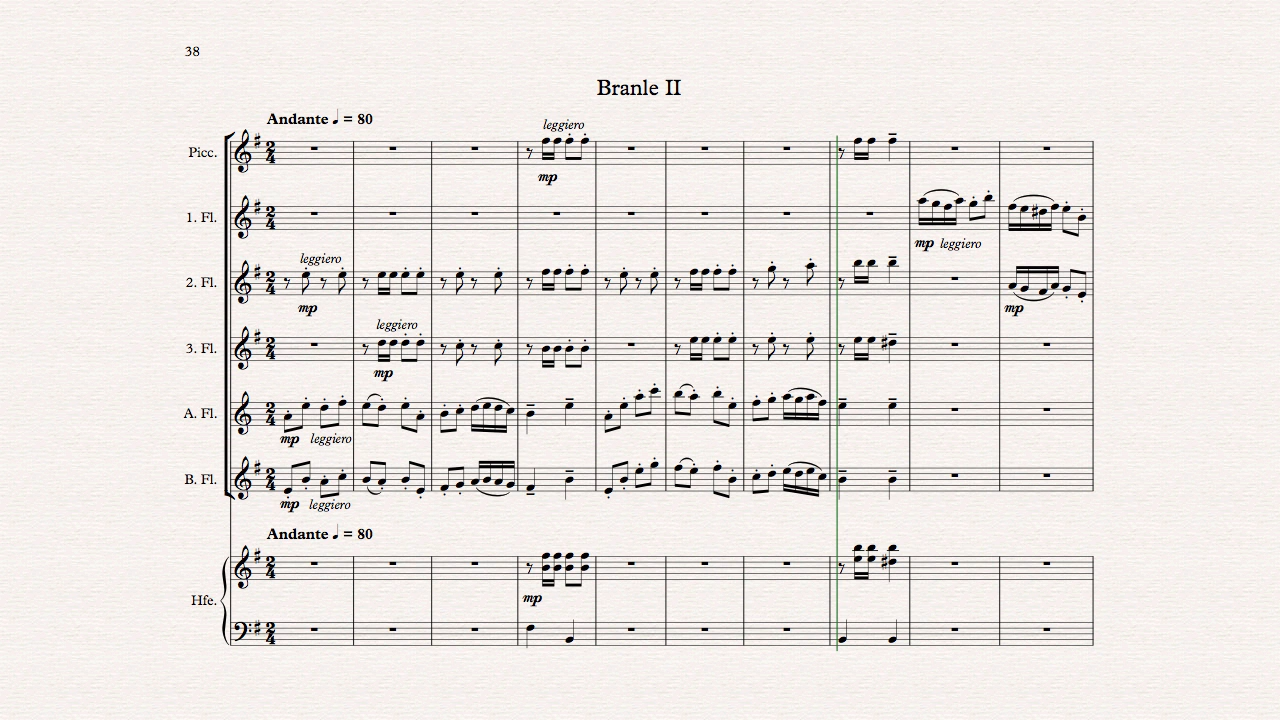 38
Branle II
Andante ♩ = 80
leggiero
Picc.
mp
1. Fl.
mp leggiero
leggiero
2. Fl.
mp
mp
leggiero
3. Fl.
mp
A. Fl.
mp leggiero
B. Fl.
mp leggiero
Andante ♩ = 80
mp
Hfe.